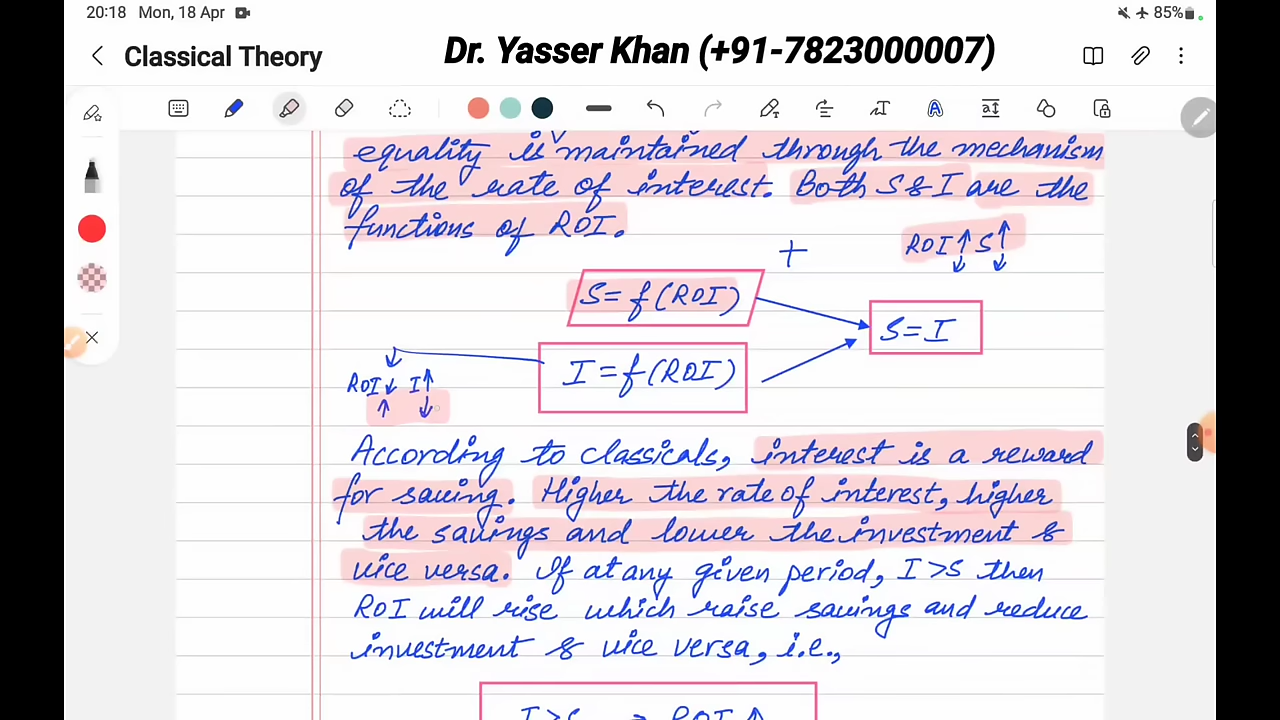 20:18 Mon, 18 Apr
85%
Classical Theory
Dr. Yasser Khan (+91-7823000007)
equality is maintained through the mechanism
of the rate of interest. Both S & I are the
functions of ROI.
ROI↑ S↑
↓ ↓
+
S = f(ROI)
S = I
I = f(ROI)
ROI↓ I↑
↑ ↓
According to classicals, interest is a reward
for saving. Higher the rate of interest, higher
the savings and lower the investment &
vice versa. If at any given period, I > S then
ROI will rise which raise savings and reduce
investment & vice versa, i.e.,
I > S → ROI ↑